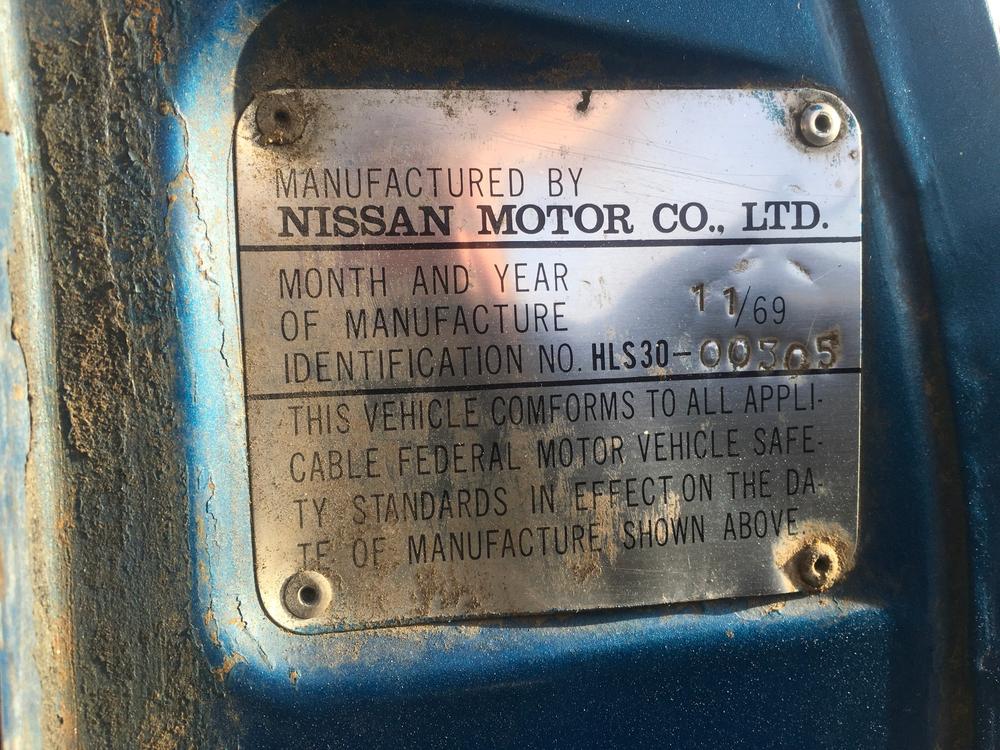 MANUFACTURED BY
NISSAN MOTOR CO., LTD.
MONTH AND YEAR
OF MANUFACTURE 11/69
IDENTIFICATION NO. HLS30-00305
THIS VEHICLE COMFORMS TO ALL APPLI-
CABLE FEDERAL MOTOR VEHICLE SAFE-
TY STANDARDS IN EFFECT ON THE DA-
TE OF MANUFACTURE SHOWN ABOVE.